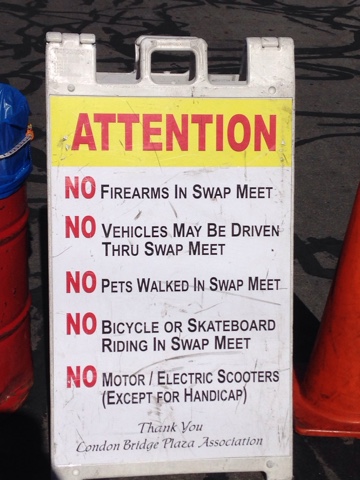 ATTENTION
NO FIREARMS IN SWAP MEET
NO VEHICLES MAY BE DRIVEN
THRU SWAP MEET
NO PETS WALKED IN SWAP MEET
NO BICYCLE OR SKATEBOARD
RIDING IN SWAP MEET
NO MOTOR / ELECTRIC SCOOTERS
(EXCEPT FOR HANDICAP)
Thank You
London Bridge Plaza Association